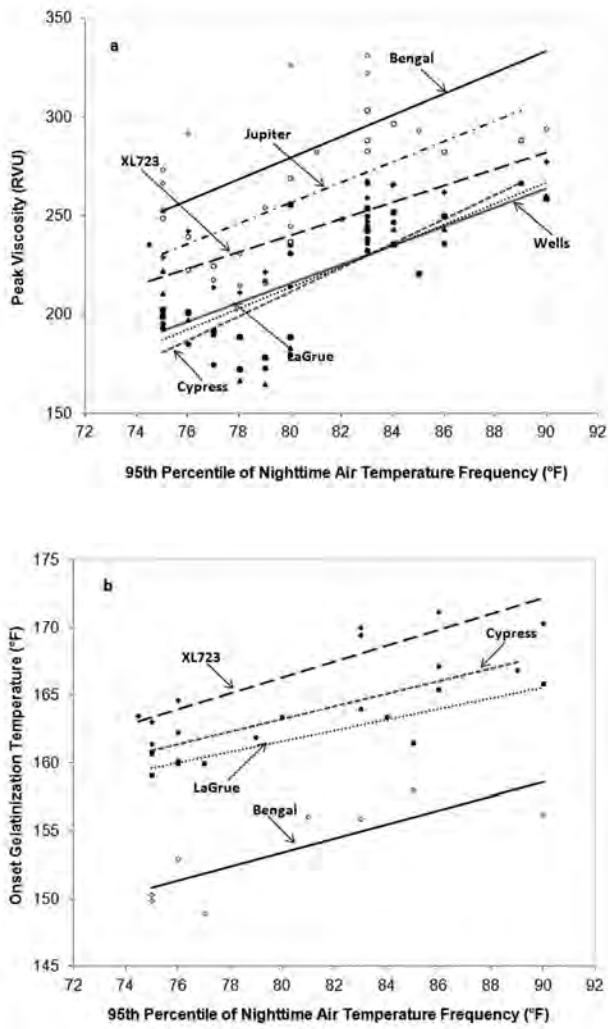 350
a
Bengal
300
Jupiter
XL723
250
Wells
200
LaGrue
Cypress
150
Peak Viscosity (RVU)
72 74 76 78 80 82 84 86 88 90 92
95th Percentile of Nighttime Air Temperature Frequency (°F)
175
b
Cypress
170
XL723
165
160
LaGrue
Bengal
155
150
145
Onset Gelatinization Temperature (°F)
72 74 76 78 80 82 84 86 88 90 92
95th Percentile of Nighttime Air Temperature Frequency (°F)